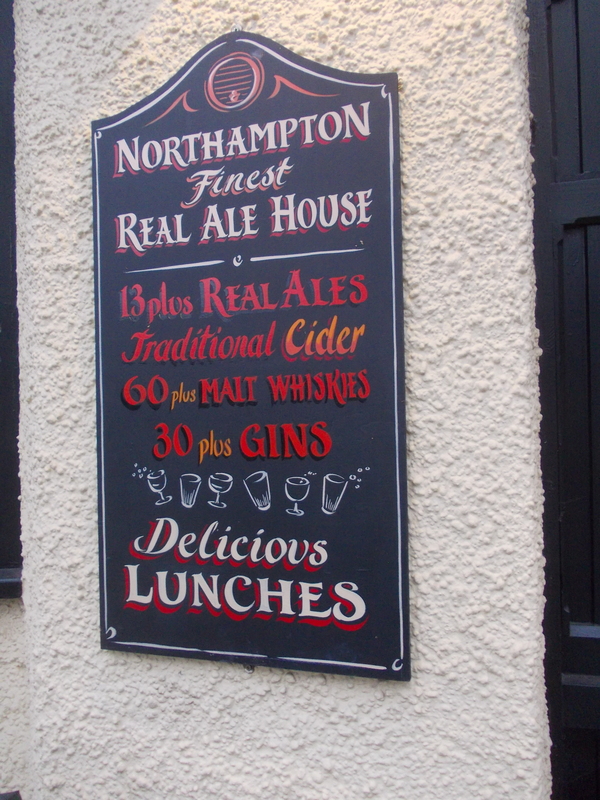 NORTHAMPTON
Finest
REAL ALE HOUSE
13 plus REAL ALES
Traditional Cider
60 plus MALT WHISKIES
30 plus GINS
Delicious
LUNCHES